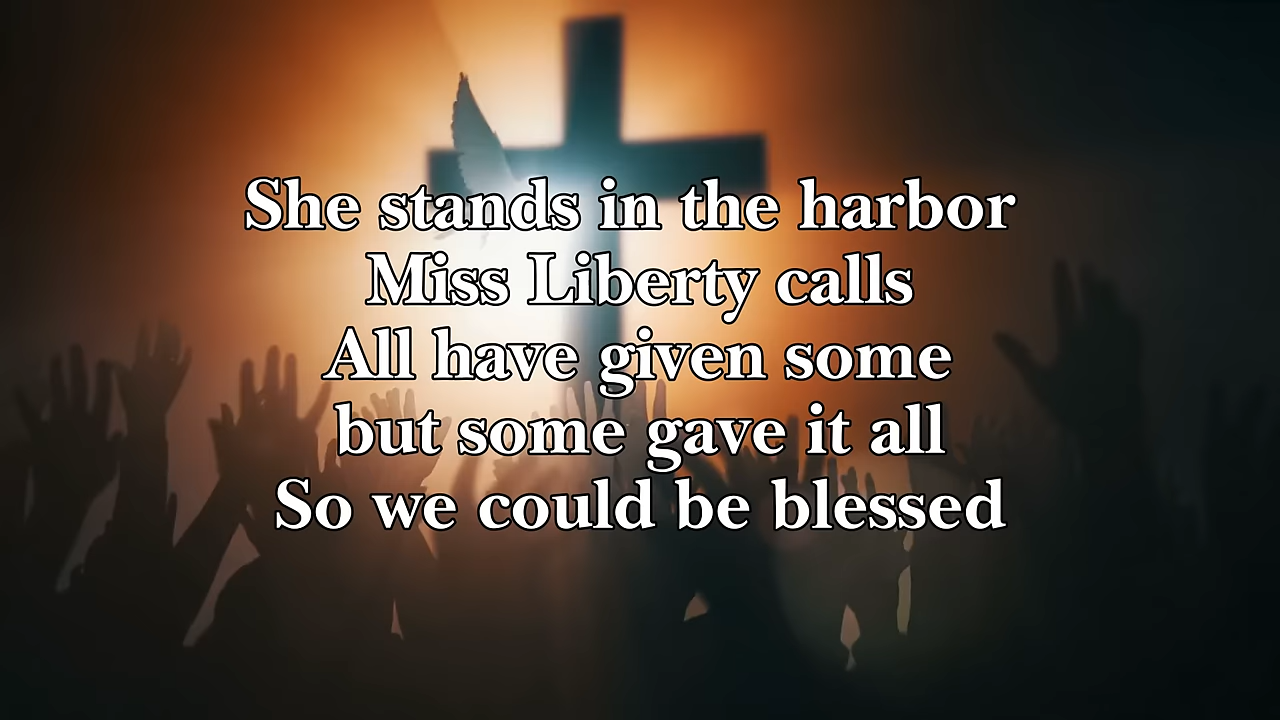 She stands in the harbor
Miss Liberty calls
All have given some
but some gave it all
So we could be blessed